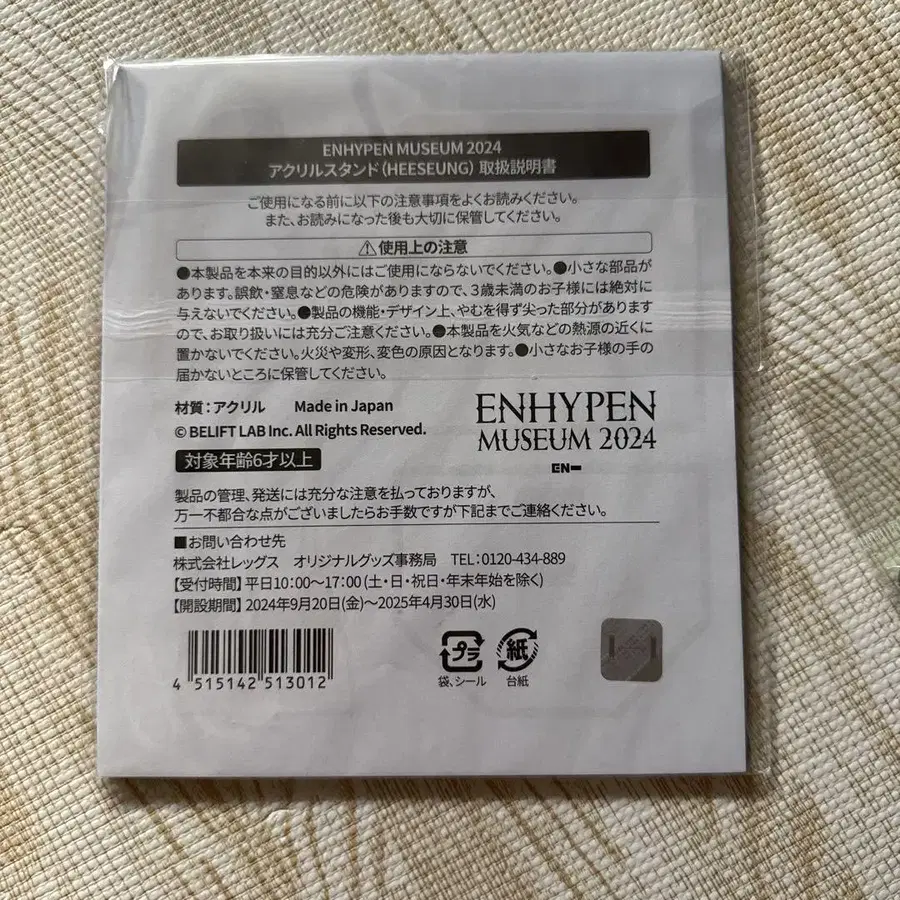 ENHYPEN MUSEUM 2024
アクリルスタンド(HEESEUNG) 取扱説明書
ご使用になる前に以下の注意事項をよくお読みください。
また、お読みになった後も大切に保管してください。
⚠使用上の注意
●本製品を本来の目的以外にはご使用にならないでください。●小さな部品が
あります。誤飲・窒息などの危険がありますので、3歳未満のお子様には絶対に
与えないでください。●製品の機能・デザイン上、やむを得ず尖った部分があります
ので、お取り扱いには充分ご注意ください。●本製品を火気などの熱源の近くに
置かないでください。火災や変形、変色の原因となります。●小さなお子様の手の
届かないところに保管してください。
材質:アクリル Made in Japan
© BELIFT LAB Inc. All Rights Reserved.
対象年齢6才以上
ENHYPEN
MUSEUM 2024
EN-
製品の管理、発送には充分な注意を払っておりますが、
万一不都合な点がございましたらお手数ですが下記までご連絡ください。
■お問い合わせ先
株式会社レッグス オリジナルグッズ事務局 TEL:0120-434-889
【受付時間】平日10:00～17:00(土・日・祝日・年末年始を除く)
【開設期間】2024年9月20日(金)～2025年4月30日(水)
4 515142 513012
プラ
袋、シール
紙
台紙